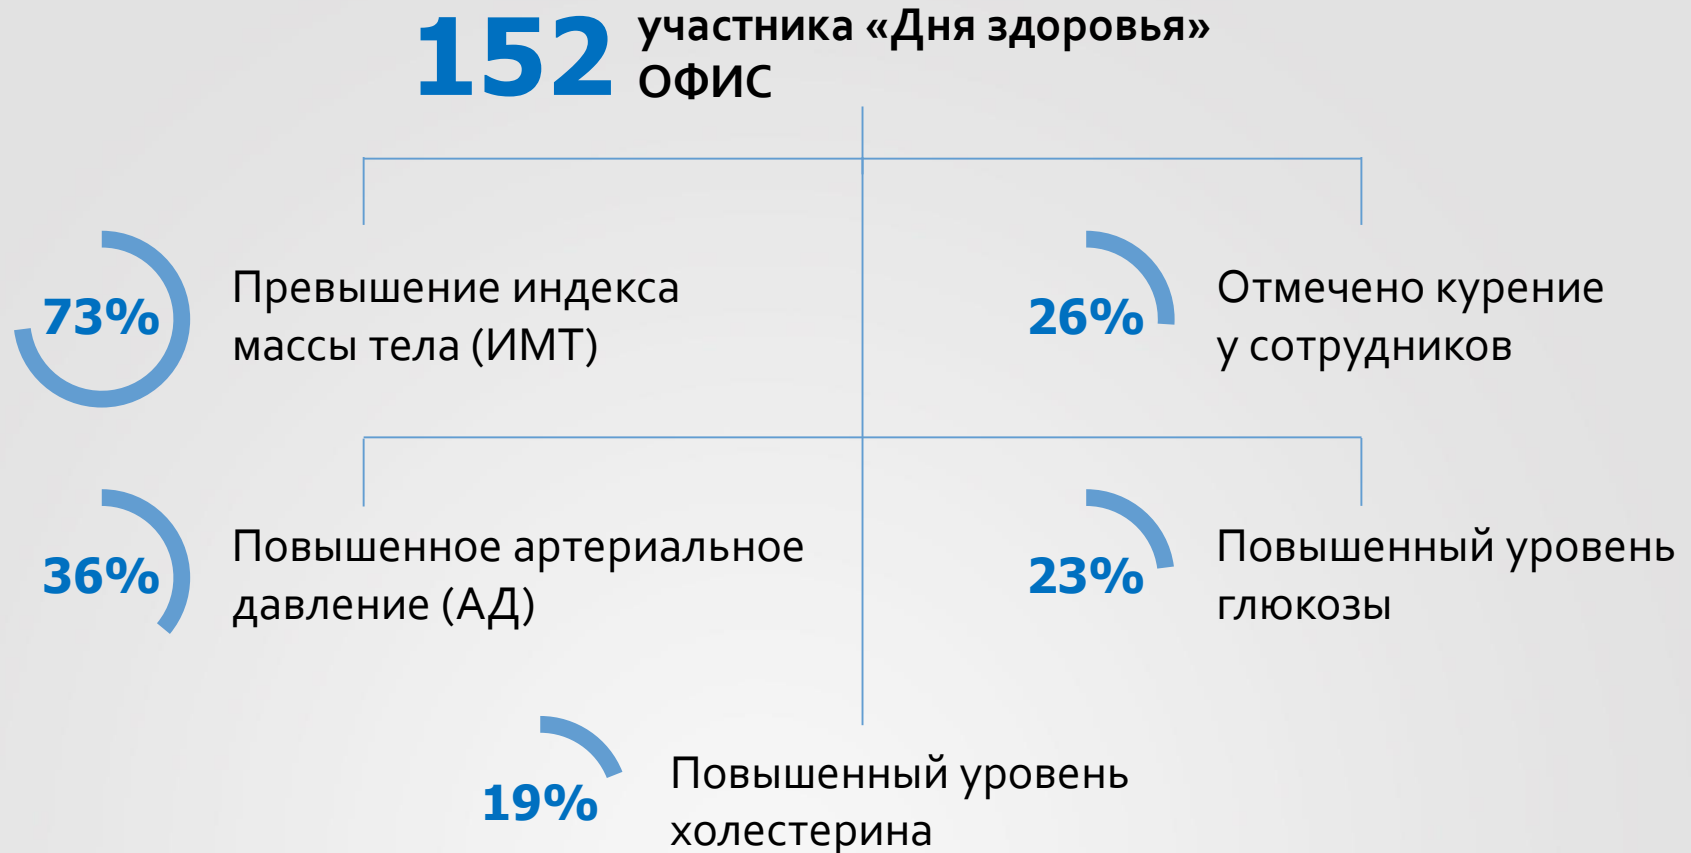 152
участника «Дня здоровья»
ОФИС
73%
Превышение индекса
массы тела (ИМТ)
26%
Отмечено курение
у сотрудников
36%
Повышенное артериальное
давление (АД)
23%
Повышенный уровень
глюкозы
19%
Повышенный уровень
холестерина